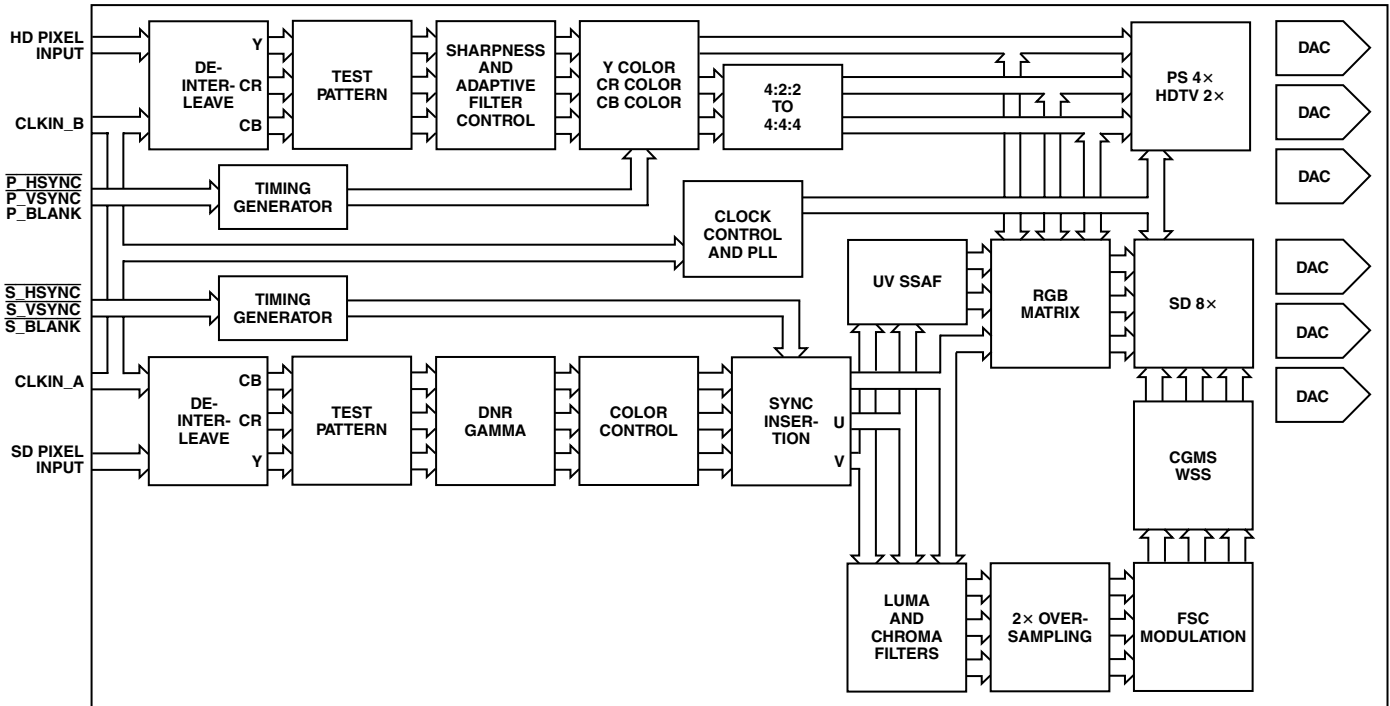 HD PIXEL
INPUT
DE-
INTER-
LEAVE
Y
CR
CB
TEST
PATTERN
SHARPNESS
AND
ADAPTIVE
FILTER
CONTROL
Y COLOR
CR COLOR
CB COLOR
4:2:2
TO
4:4:4
PS 4×
HDTV 2×
DAC
DAC
DAC
CLKIN_B
P_HSYNC
P_VSYNC
P_BLANK
TIMING
GENERATOR
CLOCK
CONTROL
AND PLL
S_HSYNC
S_VSYNC
S_BLANK
TIMING
GENERATOR
UV SSAF
RGB
MATRIX
SD 8×
DAC
DAC
DAC
CLKIN_A
SD PIXEL
INPUT
DE-
INTER-
LEAVE
CB
CR
Y
TEST
PATTERN
DNR
GAMMA
COLOR
CONTROL
SYNC
INSER-
TION
U
V
CGMS
WSS
LUMA
AND
CHROMA
FILTERS
2× OVER-
SAMPLING
FSC
MODULATION